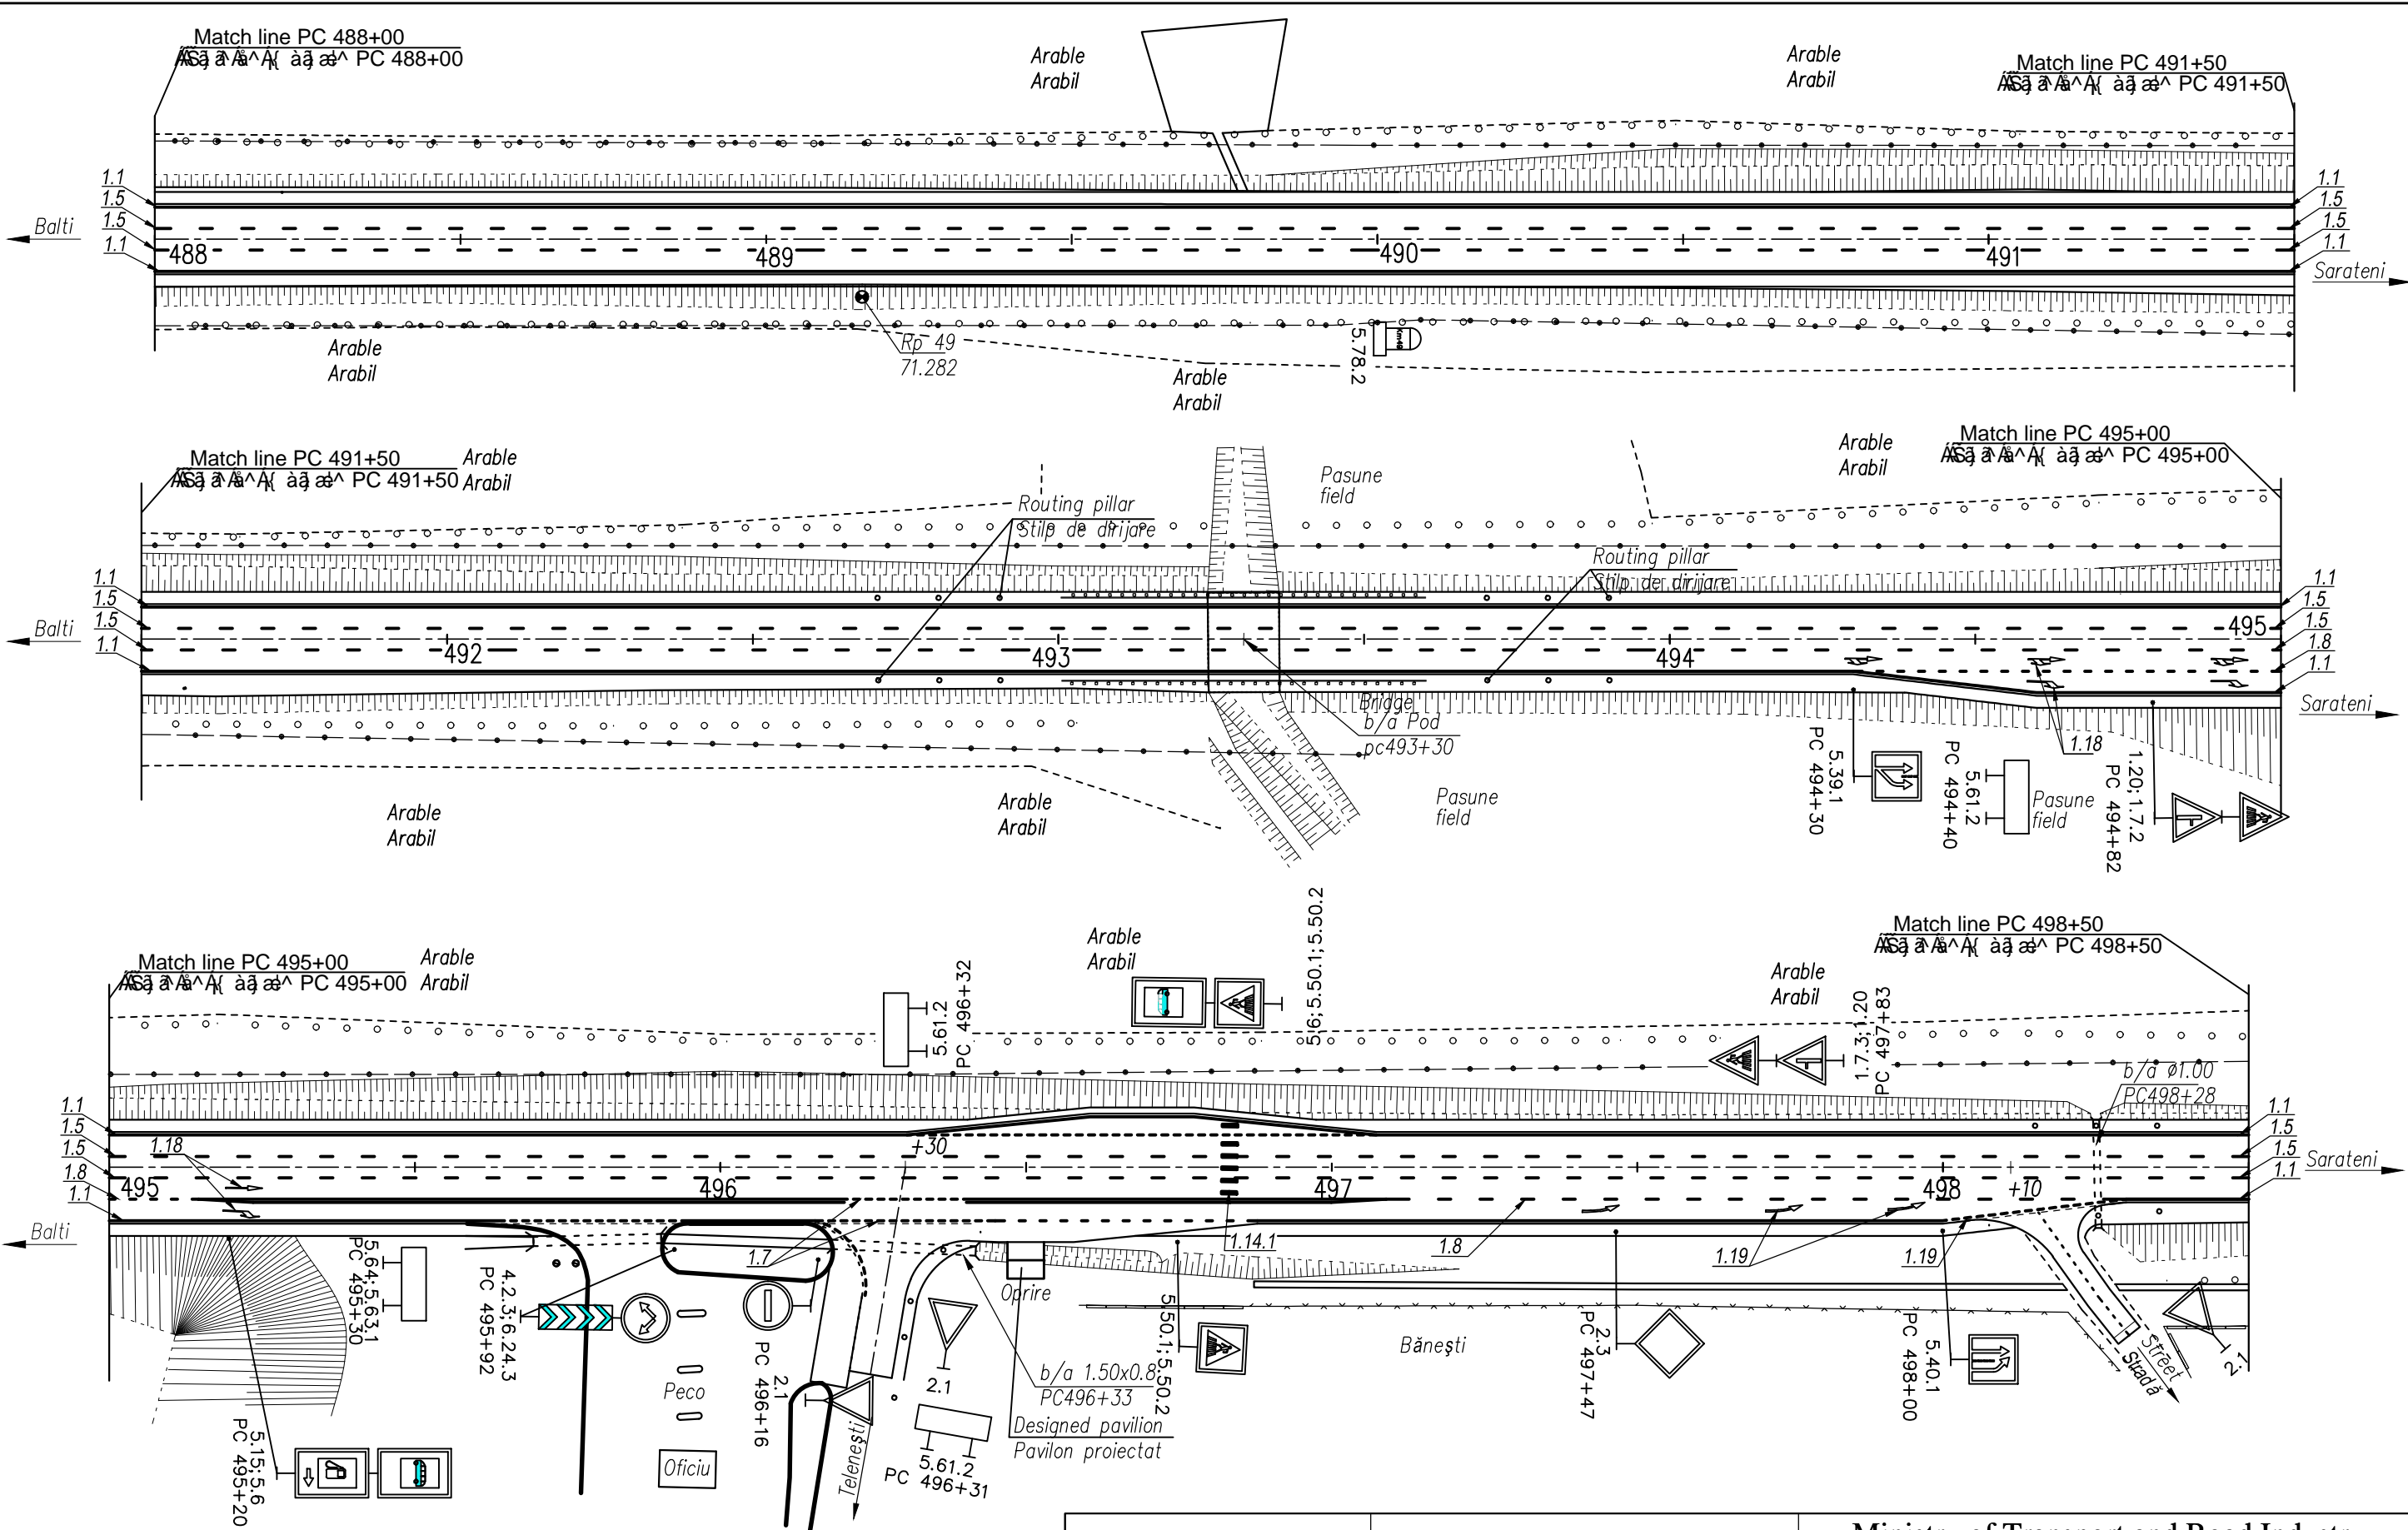 Match line PC 488+00
PC 488+00
Arable
Arabil
Arable
Arabil
Match line PC 491+50
PC 491+50
1.1
1.5
1.5
1.1
Balti
488
489
490
491
1.1
1.5
1.5
1.1
Sarateni
Arable
Arabil
Rp 49
71.282
Arable
Arabil
5.78.2
Match line PC 491+50
PC 491+50
Arable
Arabil
Routing pillar
Stilp de dirijare
Pasune
field
Routing pillar
Stilp de dirijare
Arable
Arabil
Match line PC 495+00
PC 495+00
1.1
1.5
1.5
1.1
Balti
492
493
494
495
1.1
1.5
1.5
1.8
1.1
Sarateni
Bridge
b/a Pod
pc493+30
Arable
Arabil
Arable
Arabil
Pasune
field
5.39.1
PC 494+30
5.61.2
PC 494+40
Pasune
field
1.18
1.20;1.7.2
PC 494+82
Match line PC 495+00
PC 495+00
Arable
Arabil
5.61.2
PC 496+32
Arable
Arabil
5.6;5.50.1;5.50.2
Arable
Arabil
1.7.3;1.20
PC 497+83
Match line PC 498+50
PC 498+50
b/a ø1.00
PC498+28
1.1
1.5
1.5
1.8
1.1
Balti
1.18
495
496
+30
497
498
+10
1.1
1.5
1.5
1.1
Sarateni
5.64;5.63.1
PC 495+30
4.2.3;6.24.3
PC 495+92
1.7
1.14.1
1.8
1.19
1.19
Oprire
2.1
PC 496+16
Peco
Oficiu
Telenești
2.1
5.61.2
PC 496+31
b/a 1.50x0.8
PC496+33
Designed pavilion
Pavilon proiectat
5.50.1;5.50.2
Bănești
2.3
PC 497+47
5.40.1
PC 498+00
Street
Stradă
2.1
5.15;5.6
PC 495+20
Ministry of Transport and Road Industr